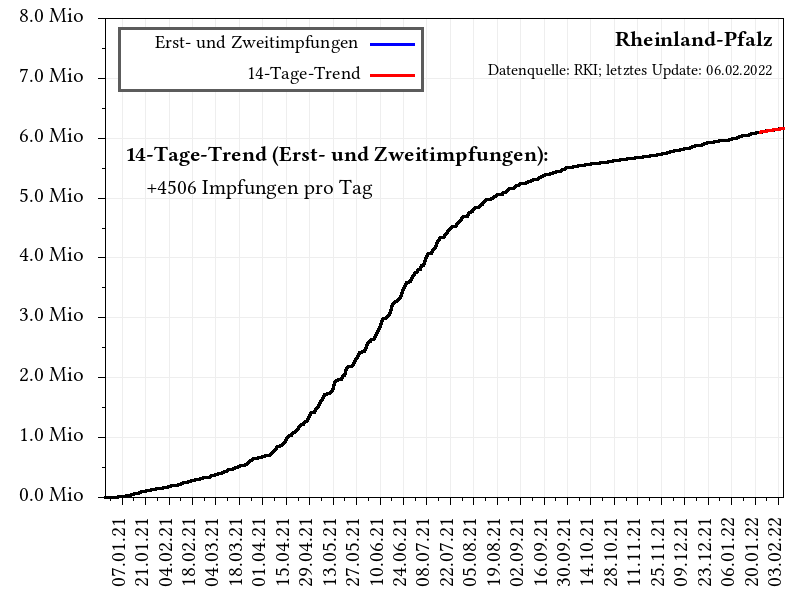 8.0 Mio
7.0 Mio
6.0 Mio
5.0 Mio
4.0 Mio
3.0 Mio
2.0 Mio
1.0 Mio
0.0 Mio
Erst- und Zweitimpfungen
14-Tage-Trend
Rheinland-Pfalz
Datenquelle: RKI; letztes Update: 06.02.2022
14-Tage-Trend (Erst- und Zweitimpfungen):
+4506 Impfungen pro Tag
07.01.21
21.01.21
04.02.21
18.02.21
04.03.21
18.03.21
01.04.21
15.04.21
29.04.21
13.05.21
27.05.21
10.06.21
24.06.21
08.07.21
22.07.21
05.08.21
19.08.21
02.09.21
16.09.21
30.09.21
14.10.21
28.10.21
11.11.21
25.11.21
09.12.21
23.12.21
06.01.22
20.01.22
03.02.22